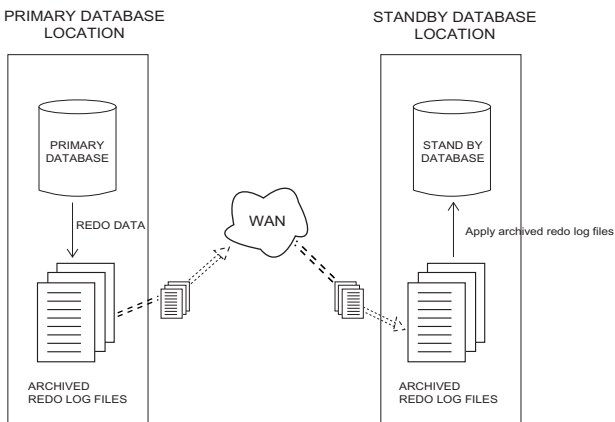 PRIMARY DATABASE
LOCATION
STANDBY DATABASE
LOCATION
PRIMARY
DATABASE
STAND BY
DATABASE
REDO DATA
WAN
Apply archived redo log files
ARCHIVED
REDO LOG FILES
ARCHIVED
REDO LOG FILES